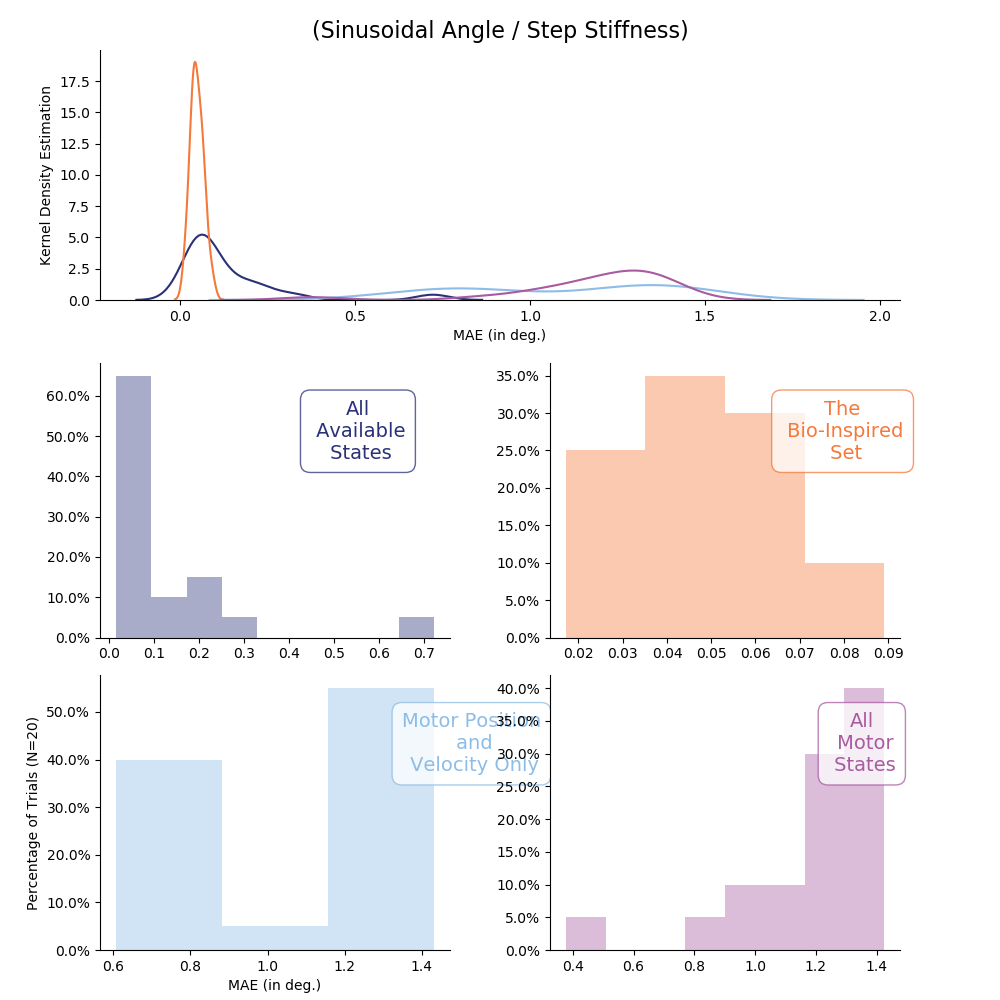 (Sinusoidal Angle / Step Stiffness)
Kernel Density Estimation
17.5
15.0
12.5
10.0
7.5
5.0
2.5
0.0
0.0 0.5 1.0 1.5 2.0
MAE (in deg.)
60.0%
50.0%
40.0%
30.0%
20.0%
10.0%
0.0%
0.0 0.1 0.2 0.3 0.4 0.5 0.6 0.7
All
Available
States
35.0%
30.0%
25.0%
20.0%
15.0%
10.0%
5.0%
0.0%
0.02 0.03 0.04 0.05 0.06 0.07 0.08 0.09
The
Bio-Inspired
Set
Percentage of Trials (N=20)
50.0%
40.0%
30.0%
20.0%
10.0%
0.0%
0.6 0.8 1.0 1.2 1.4
MAE (in deg.)
Motor Position
and
Velocity Only
40.0%
35.0%
30.0%
25.0%
20.0%
15.0%
10.0%
5.0%
0.0%
0.4 0.6 0.8 1.0 1.2 1.4
All
Motor
States